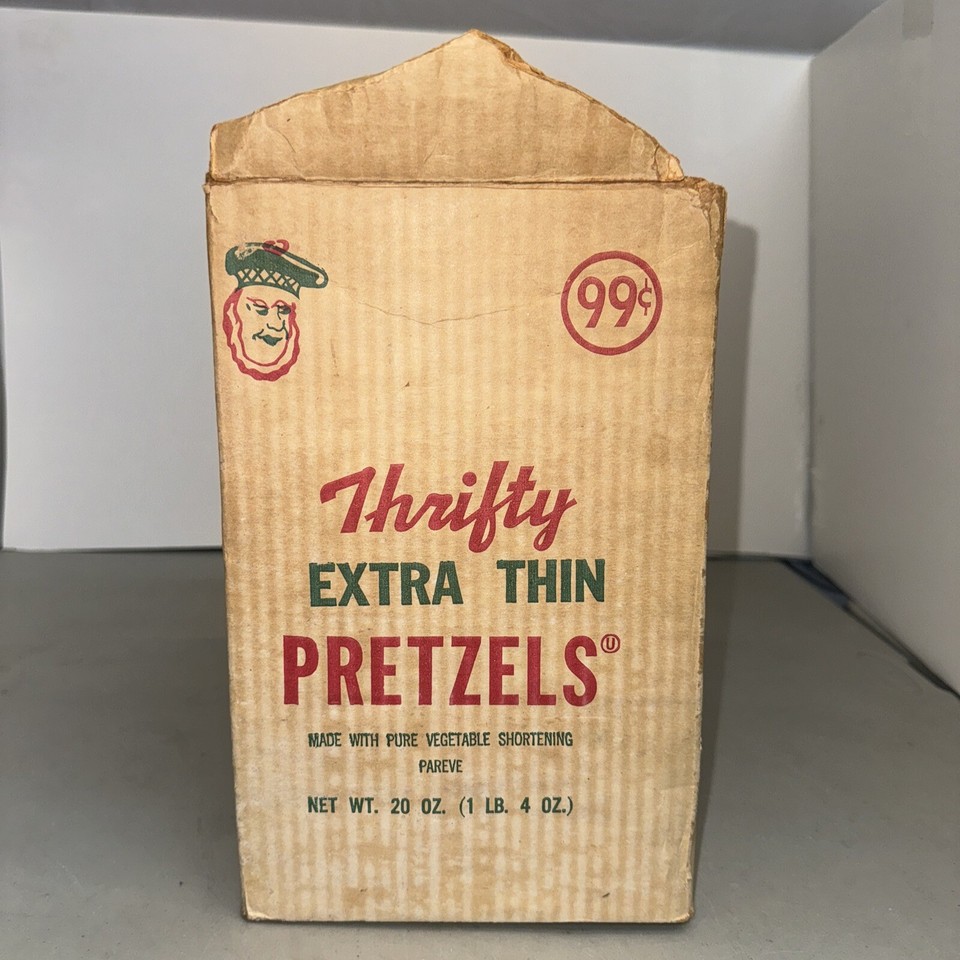 99¢
Thrifty
EXTRA THIN
PRETZELS Ⓤ
MADE WITH PURE VEGETABLE SHORTENING
PAREVE
NET WT. 20 OZ. (1 LB. 4 OZ.)